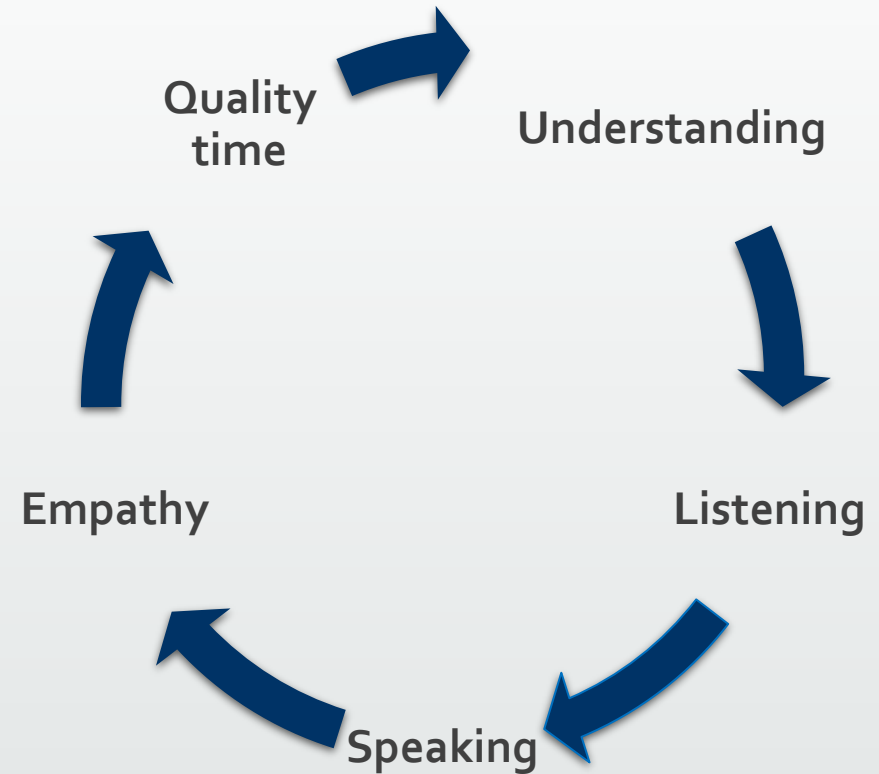 Quality
time
Understanding
Listening
Speaking
Empathy